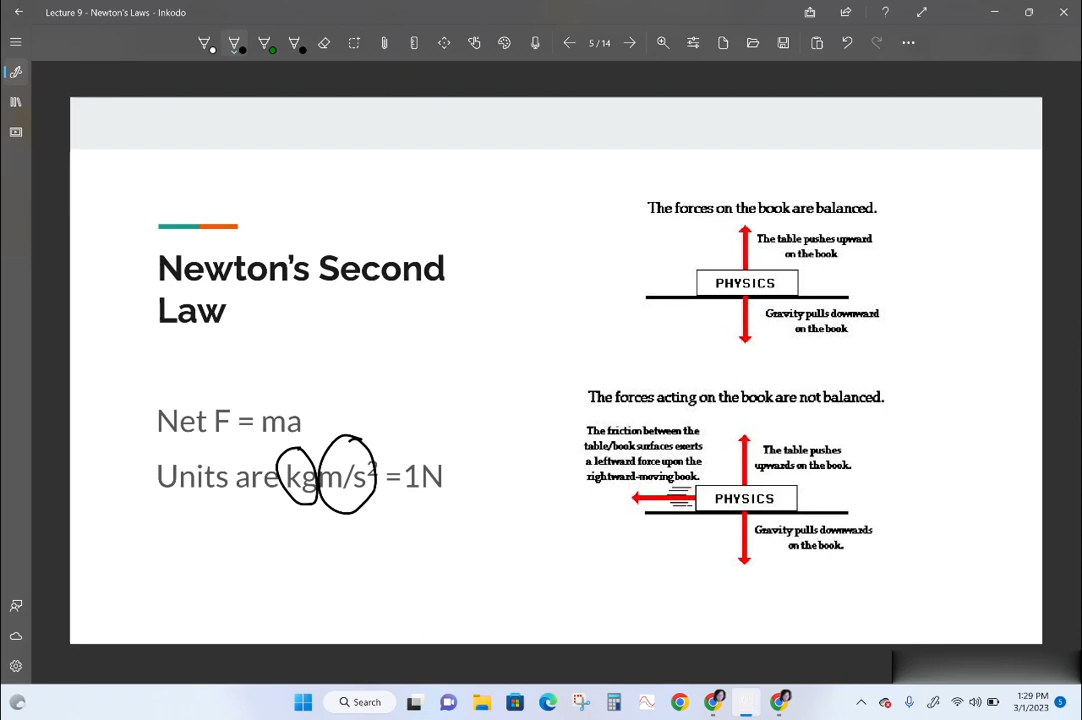 Lecture 9 - Newton's Laws - Inkodo
5 / 14
Newton's Second
Law
Net F = ma
Units are kgm/s² =1N
The forces on the book are balanced.
The table pushes upward
on the book
PHYSICS
Gravity pulls downward
on the book
The forces acting on the book are not balanced.
The friction between the
table/book surfaces exerts
a leftward force upon the
rightward-moving book.
The table pushes
upwards on the book.
PHYSICS
Gravity pulls downwards
on the book.
Search
1:29 PM
3/1/2023
5